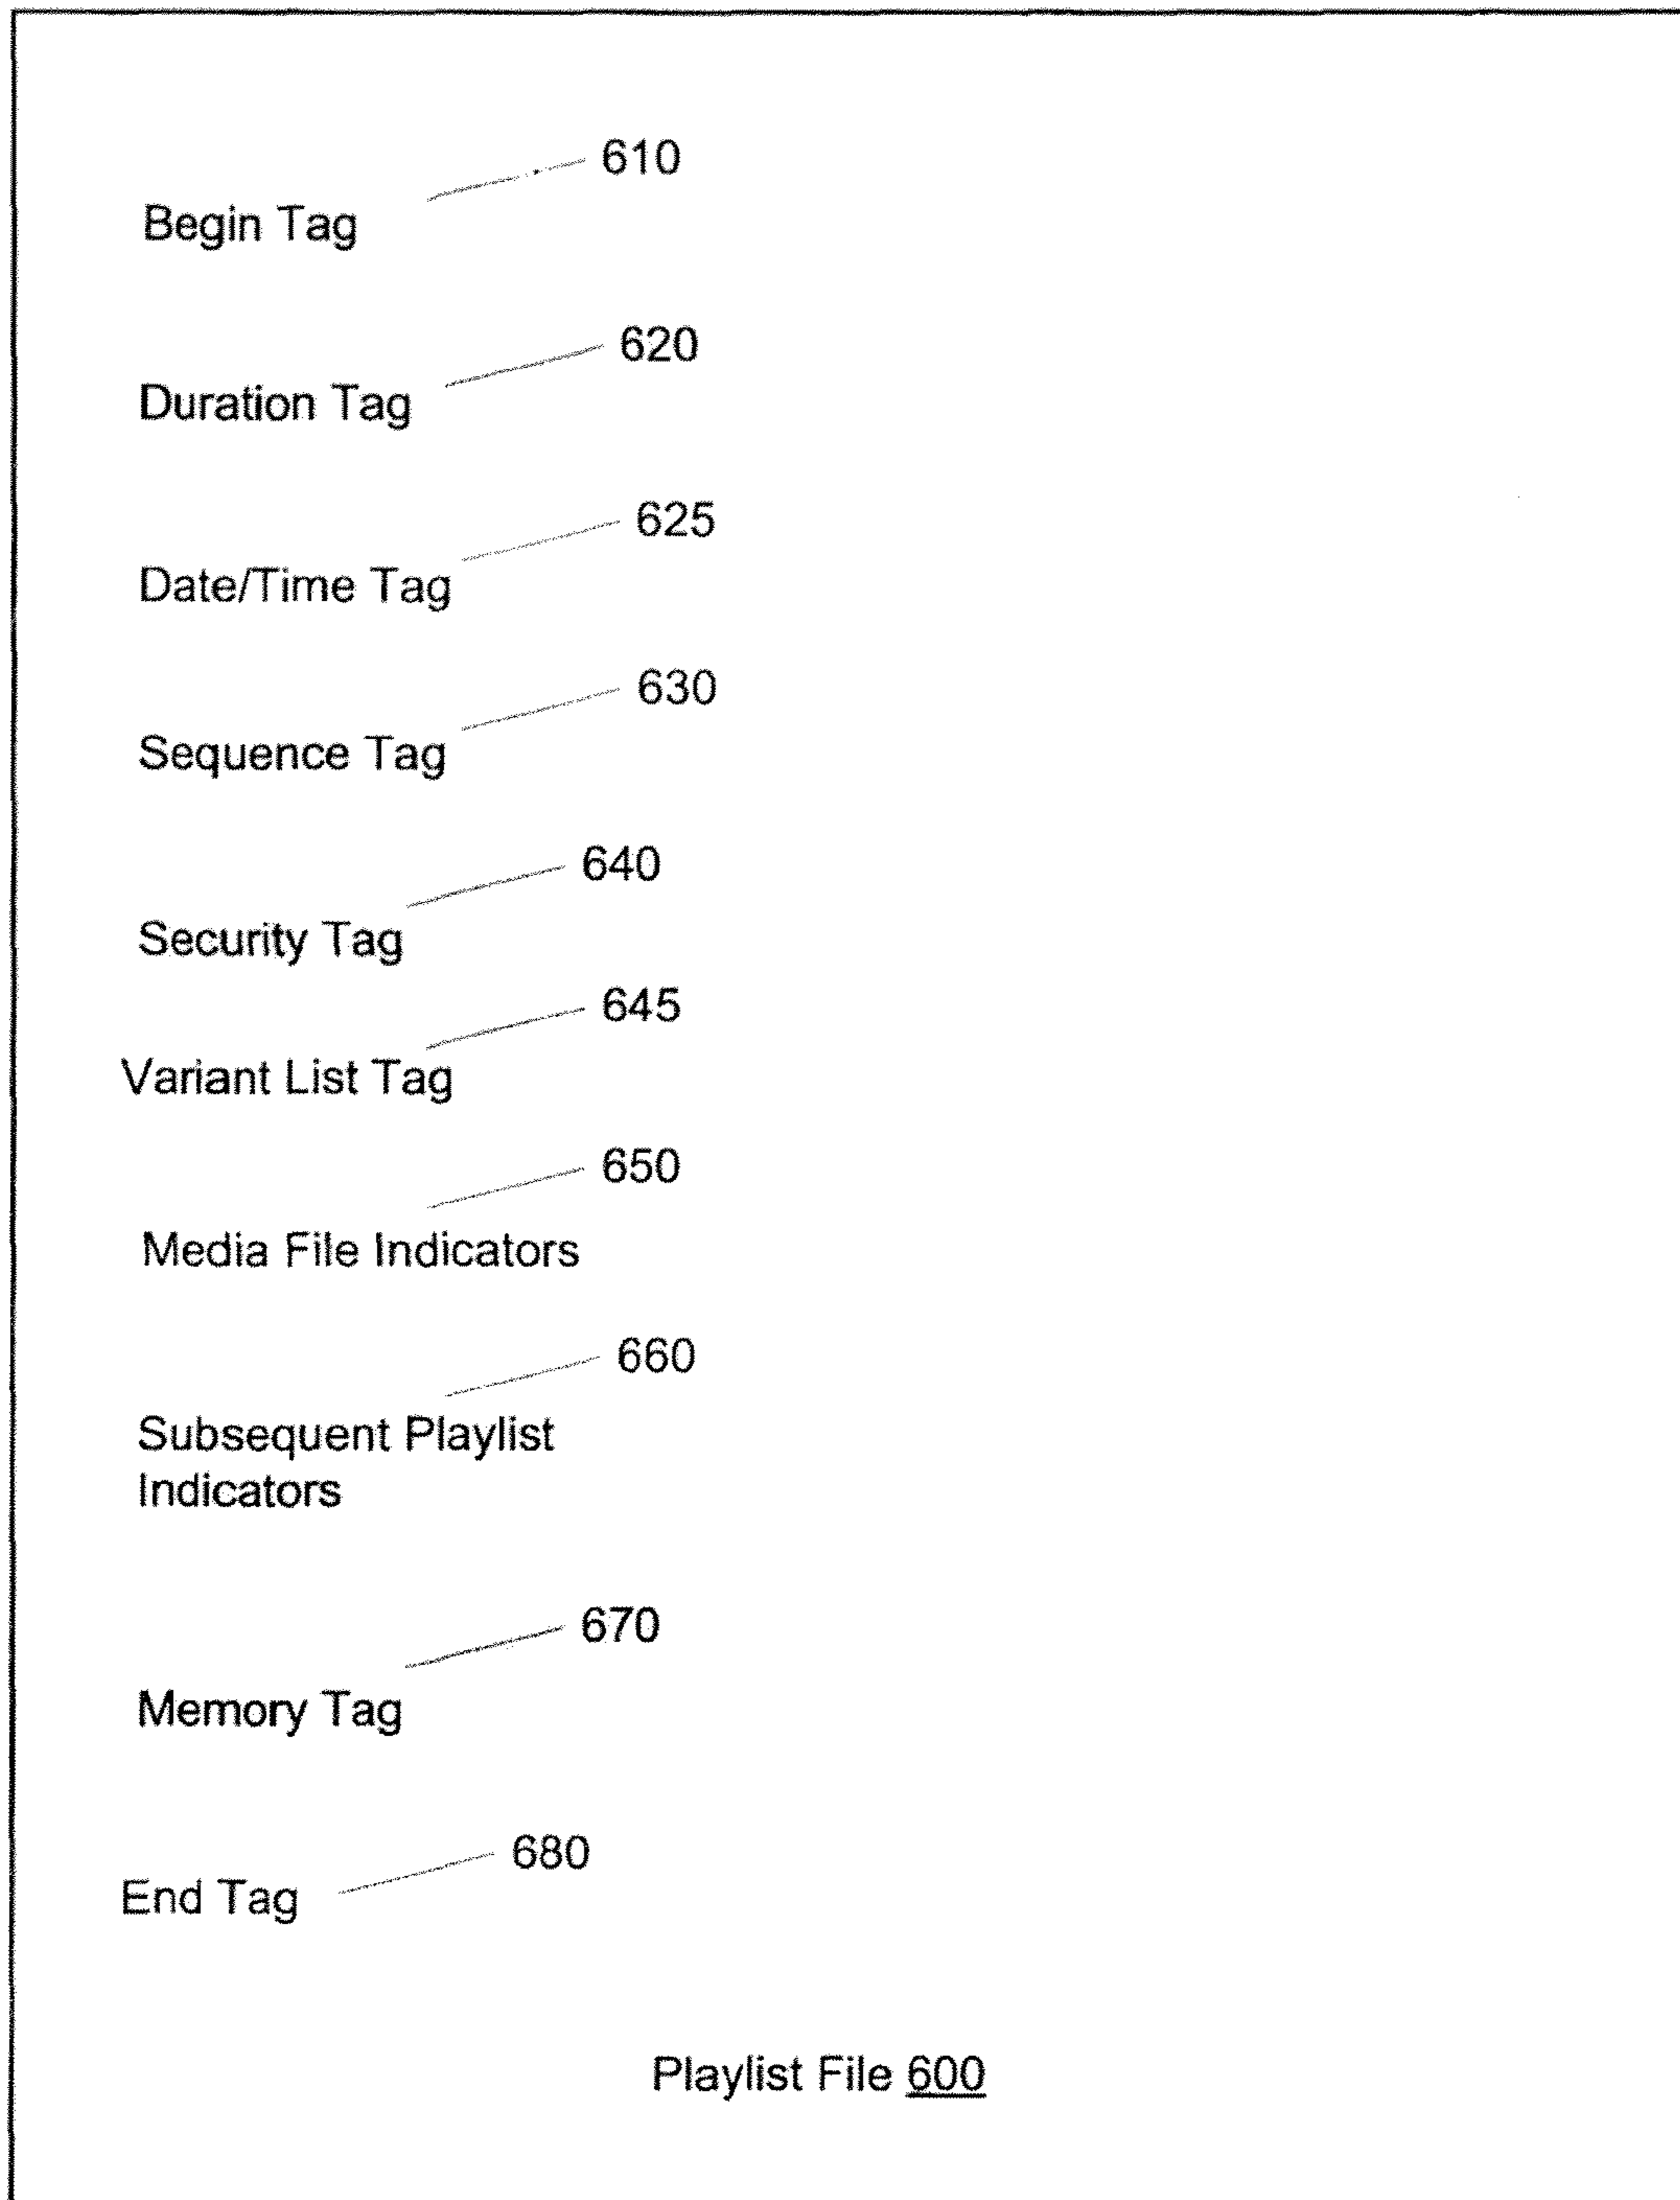 610
Begin Tag
620
Duration Tag
625
Date/Time Tag
630
Sequence Tag
640
Security Tag
645
Variant List Tag
650
Media File Indicators
660
Subsequent Playlist
Indicators
670
Memory Tag
680
End Tag
Playlist File 600